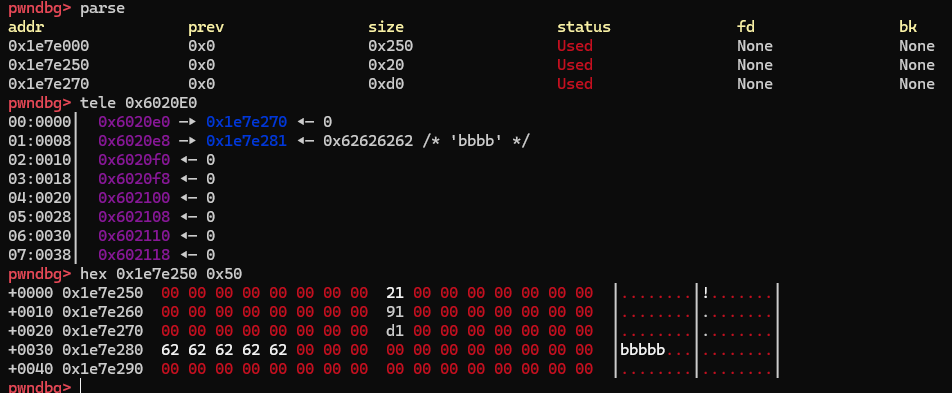 pwndbg> parse
addr prev size status fd bk
0x1e7e000 0x0 0x250 Used None None
0x1e7e250 0x0 0x20 Used None None
0x1e7e270 0x0 0xd0 Used None None
pwndbg> tele 0x6020E0
00:0000│ 0x6020e0 —▸ 0x1e7e270 ◂— 0
01:0008│ 0x6020e8 —▸ 0x1e7e281 ◂— 0x62626262 /* 'bbbb' */
02:0010│ 0x6020f0 ◂— 0
03:0018│ 0x6020f8 ◂— 0
04:0020│ 0x602100 ◂— 0
05:0028│ 0x602108 ◂— 0
06:0030│ 0x602110 ◂— 0
07:0038│ 0x602118 ◂— 0
pwndbg> hex 0x1e7e250 0x50
+0000 0x1e7e250 00 00 00 00 00 00 00 00 21 00 00 00 00 00 00 00 │........│!.......│
+0010 0x1e7e260 00 00 00 00 00 00 00 00 91 00 00 00 00 00 00 00 │........│........│
+0020 0x1e7e270 00 00 00 00 00 00 00 00 d1 00 00 00 00 00 00 00 │........│........│
+0030 0x1e7e280 62 62 62 62 62 00 00 00 00 00 00 00 00 00 00 00 │bbbbb...│........│
+0040 0x1e7e290 00 00 00 00 00 00 00 00 00 00 00 00 00 00 00 00 │........│........│
pwndbg>